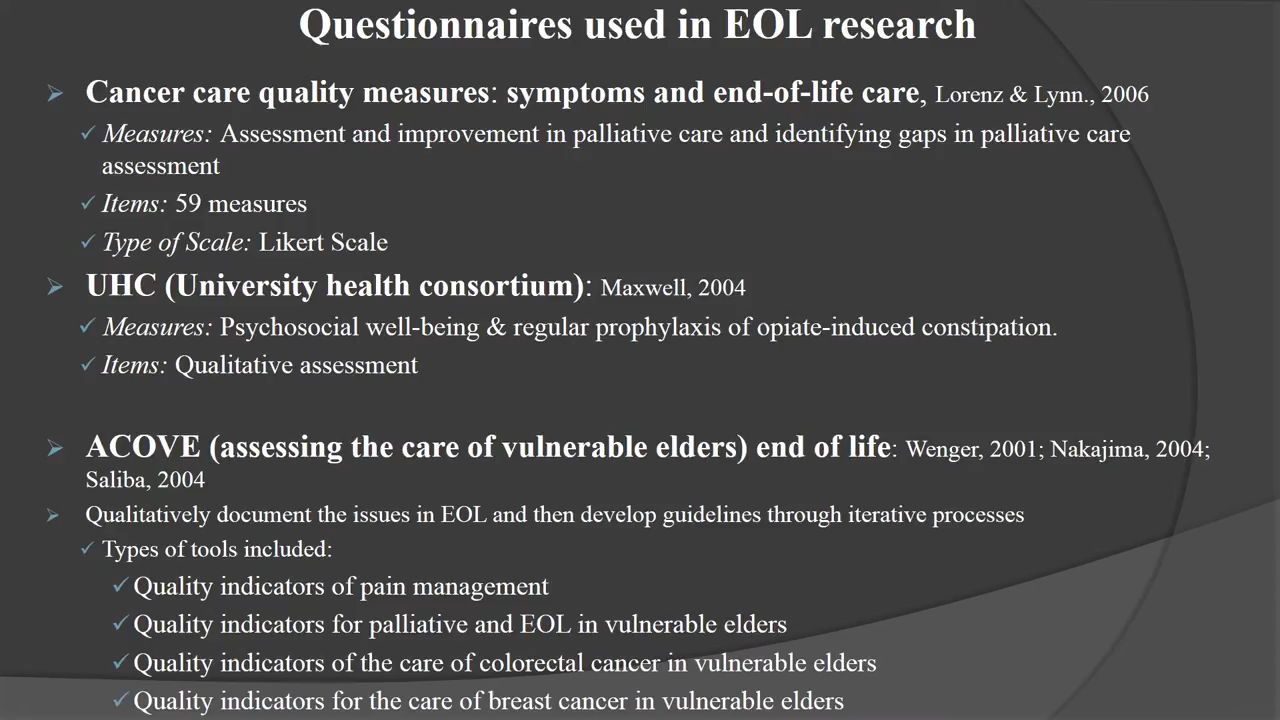 Questionnaires used in EOL research
Cancer care quality measures: symptoms and end-of-life care, Lorenz & Lynn., 2006
Measures: Assessment and improvement in palliative care and identifying gaps in palliative care
assessment
Items: 59 measures
Type of Scale: Likert Scale
UHC (University health consortium): Maxwell, 2004
Measures: Psychosocial well-being & regular prophylaxis of opiate-induced constipation.
Items: Qualitative assessment
ACOVE (assessing the care of vulnerable elders) end of life: Wenger, 2001; Nakajima, 2004;
Saliba, 2004
Qualitatively document the issues in EOL and then develop guidelines through iterative processes
Types of tools included:
Quality indicators of pain management
Quality indicators for palliative and EOL in vulnerable elders
Quality indicators of the care of colorectal cancer in vulnerable elders
Quality indicators for the care of breast cancer in vulnerable elders